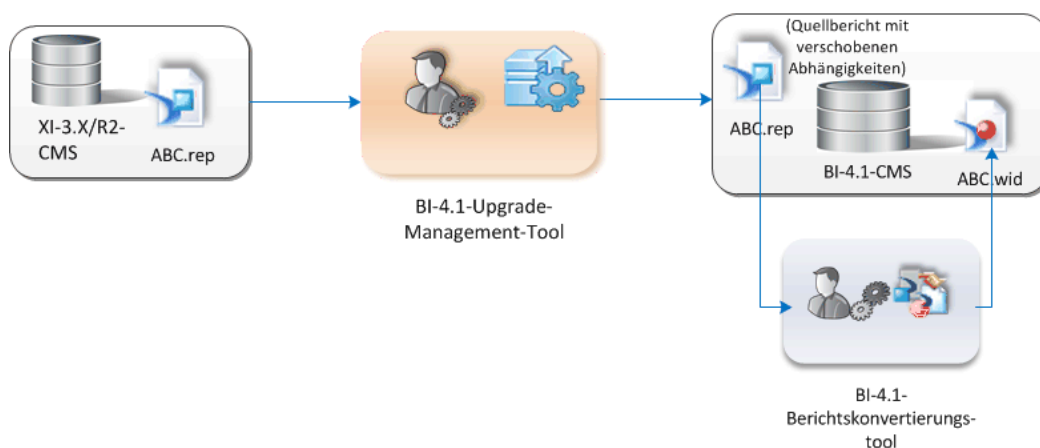 XI-3.X/R2-
CMS
ABC.rep
BI-4.1-Upgrade-
Management-Tool
(Quellbericht mit
verschobenen
Abhängigkeiten)
ABC.rep
BI-4.1-CMS
ABC.wid
BI-4.1-
Berichtskonvertierungs-
tool